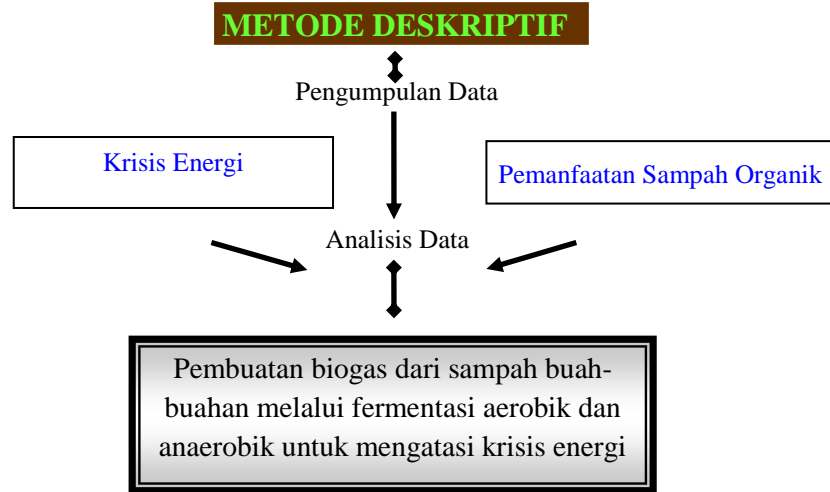 METODE DESKRIPTIF
Pengumpulan Data
Krisis Energi
Pemanfaatan Sampah Organik
Analisis Data
Pembuatan biogas dari sampah buah-
buahan melalui fermentasi aerobik dan
anaerobik untuk mengatasi krisis energi